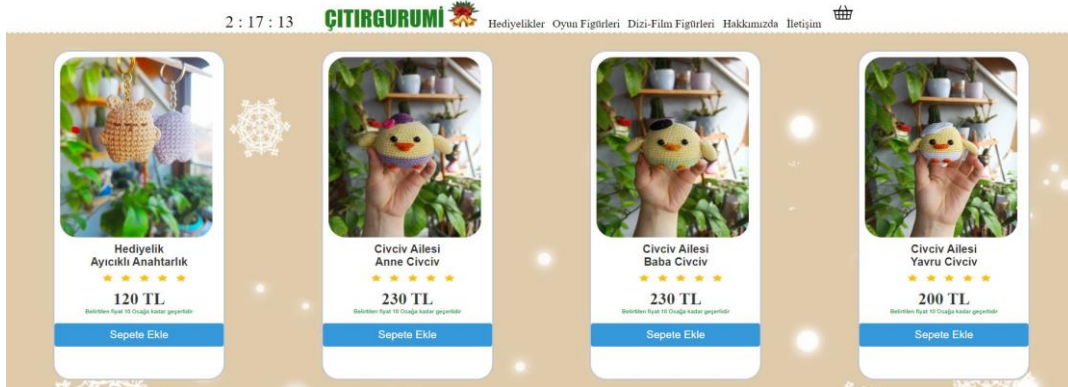 2 : 17 : 13
ÇITIRGURUMİ
Hediyelikler Oyun Figürleri Dizi-Film Figürleri Hakkımızda İletişim
Hediyelik
Ayıcıklı Anahtarlık
120 TL
Belirtilen fiyat 10 Ocağa kadar geçerlidir
Sepete Ekle
Civciv Ailesi
Anne Civciv
230 TL
Belirtilen fiyat 10 Ocağa kadar geçerlidir
Sepete Ekle
Civciv Ailesi
Baba Civciv
230 TL
Belirtilen fiyat 10 Ocağa kadar geçerlidir
Sepete Ekle
Civciv Ailesi
Yavru Civciv
200 TL
Belirtilen fiyat 10 Ocağa kadar geçerlidir
Sepete Ekle